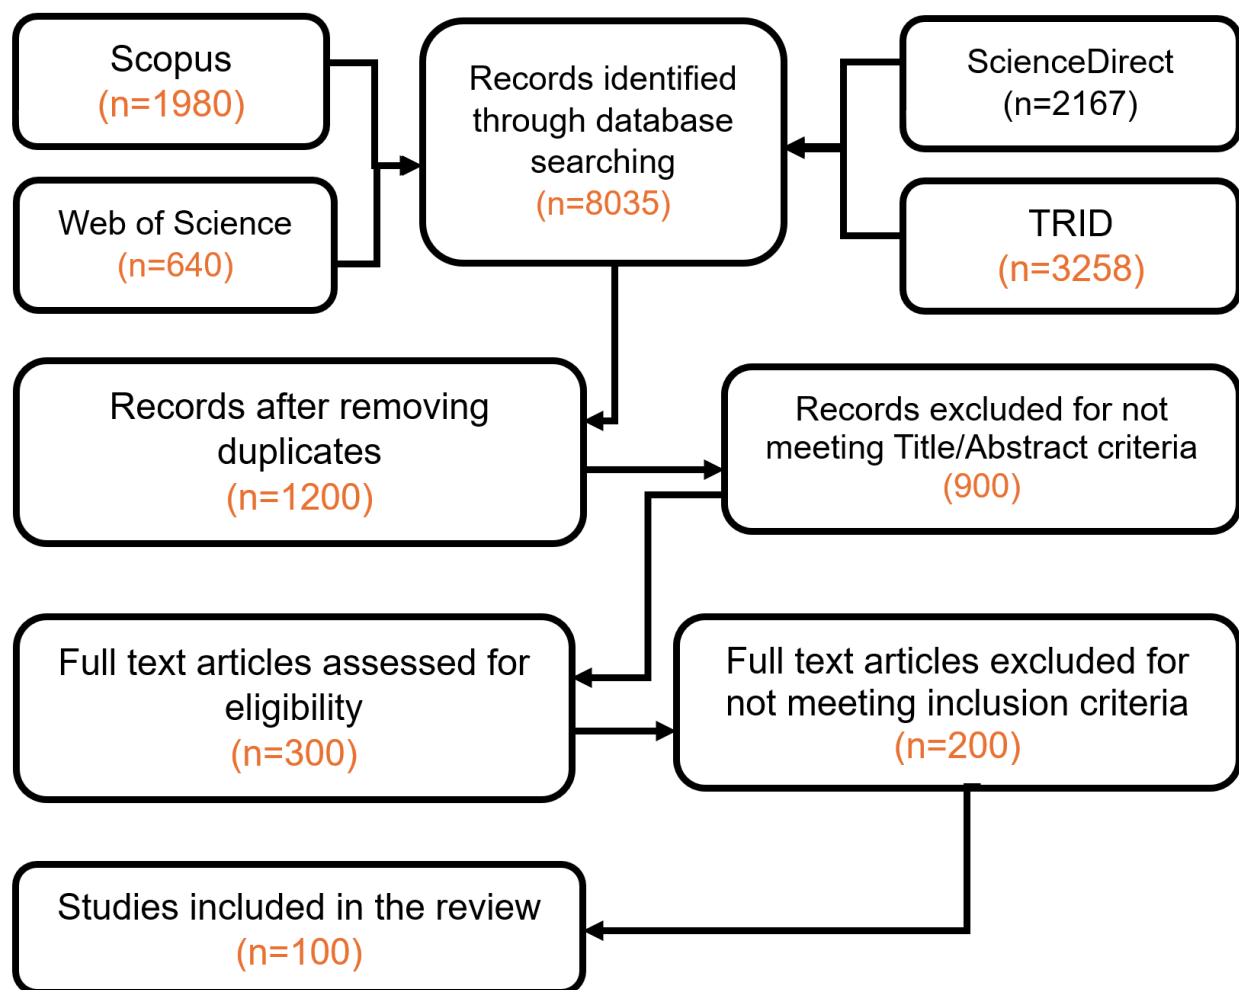 Scopus
(n=1980)
Web of Science
(n=640)
Records identified
through database
searching
(n=8035)
ScienceDirect
(n=2167)
TRID
(n=3258)
Records after removing
duplicates
(n=1200)
Records excluded for not
meeting Title/Abstract criteria
(900)
Full text articles assessed for
eligibility
(n=300)
Full text articles excluded for
not meeting inclusion criteria
(n=200)
Studies included in the review
(n=100)